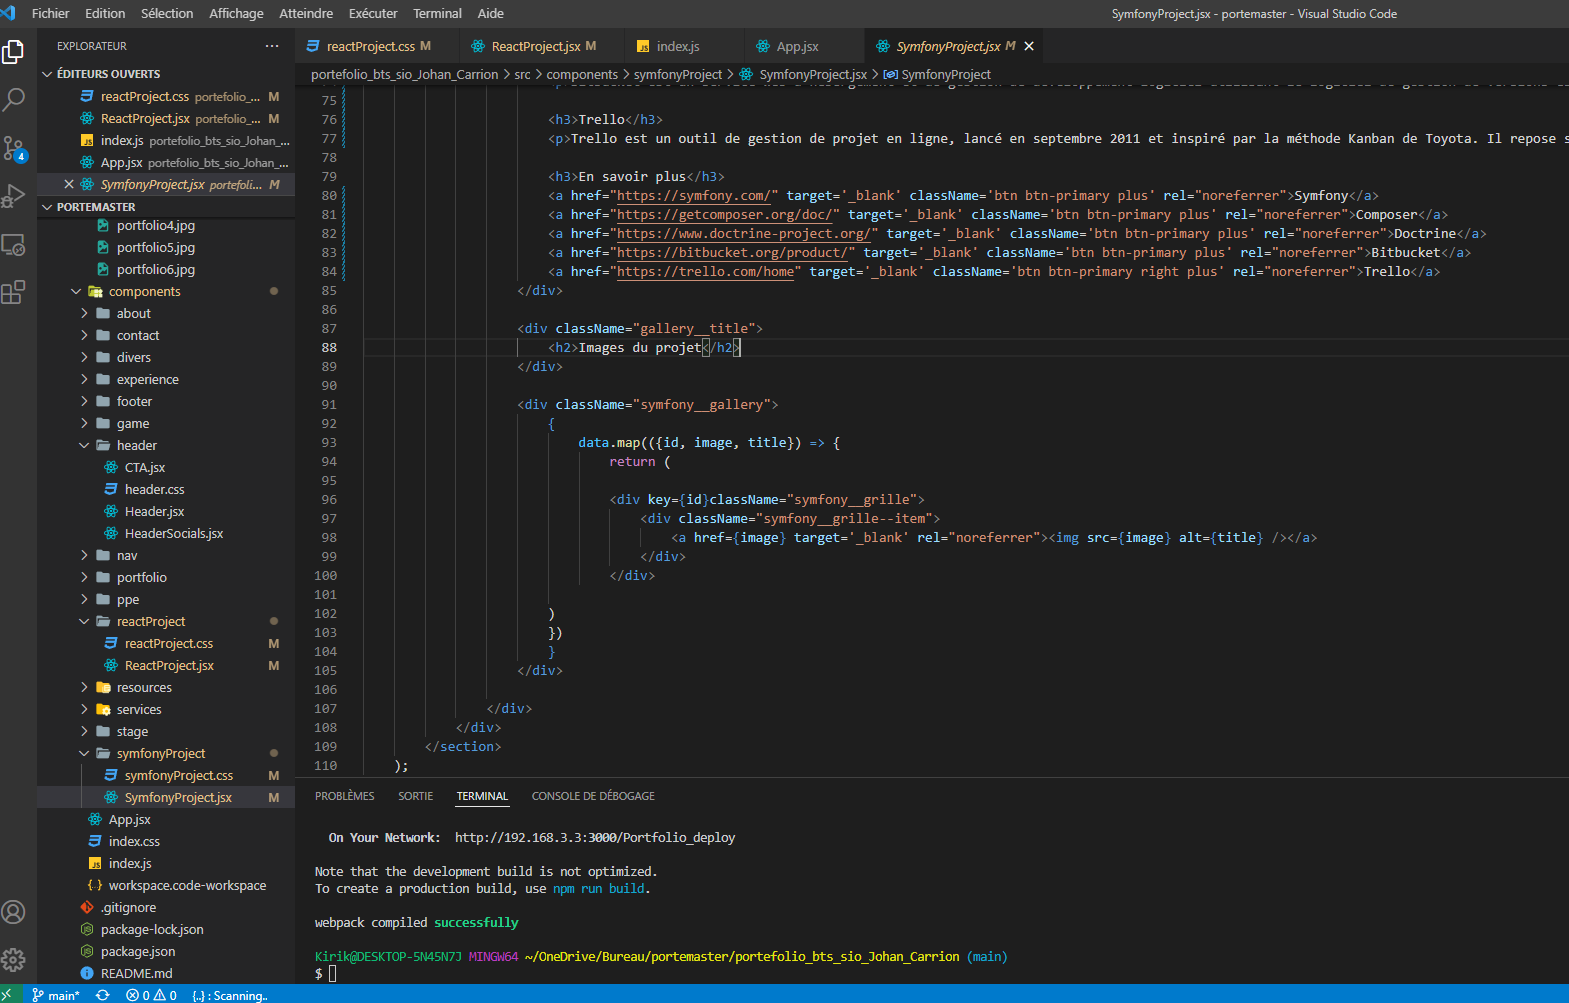 Fichier Edition Sélection Affichage Atteindre Exécuter Terminal Aide SymfonyProject.jsx - portemaster - Visual Studio Code
EXPLORATEUR ···
ÉDITEURS OUVERTS
reactProject.css portefolio_... M
ReactProject.jsx portefolio_... M
index.js portefolio_bts_sio_Johan_...
App.jsx portefolio_bts_sio_Johan_...
SymfonyProject.jsx portefoli... M
4
PORTEMASTER
portfolio4.jpg
portfolio5.jpg
portfolio6.jpg
components
about
contact
divers
experience
footer
game
header
CTA.jsx
header.css
Header.jsx
HeaderSocials.jsx
nav
portfolio
ppe
reactProject
reactProject.css M
ReactProject.jsx M
resources
services
stage
symfonyProject
symfonyProject.css M
SymfonyProject.jsx M
App.jsx
index.css
index.js
workspace.code-workspace
.gitignore
package-lock.json
package.json
README.md
reactProject.css M ReactProject.jsx M index.js App.jsx SymfonyProject.jsx M
portefolio_bts_sio_Johan_Carrion > src > components > symfonyProject > SymfonyProject.jsx > SymfonyProject
75
76 <h3>Trello</h3>
77 <p>Trello est un outil de gestion de projet en ligne, lancé en septembre 2011 et inspiré par la méthode Kanban de Toyota. Il repose s
78
79 <h3>En savoir plus</h3>
80 <a href="https://symfony.com/" target='_blank' className='btn btn-primary plus' rel="noreferrer">Symfony</a>
81 <a href="https://getcomposer.org/doc/" target='_blank' className='btn btn-primary plus' rel="noreferrer">Composer</a>
82 <a href="https://www.doctrine-project.org/" target='_blank' className='btn btn-primary plus' rel="noreferrer">Doctrine</a>
83 <a href="https://bitbucket.org/product/" target='_blank' className='btn btn-primary plus' rel="noreferrer">Bitbucket</a>
84 <a href="https://trello.com/home" target='_blank' className='btn btn-primary right plus' rel="noreferrer">Trello</a>
85 </div>
86
87 <div className="gallery__title">
88 <h2>Images du projet</h2>
89 </div>
90
91 <div className="symfony__gallery">
92 {
93 data.map(({id, image, title}) => {
94 return (
95
96 <div key={id}className="symfony__grille">
97 <div className="symfony__grille--item">
98 <a href={image} target='_blank' rel="noreferrer"><img src={image} alt={title} /></a>
99 </div>
100 </div>
101
102 )
103 })
104 }
105 </div>
106
107 </div>
108 </div>
109 </section>
110 );
PROBLÈMES SORTIE TERMINAL CONSOLE DE DÉBOGAGE
On Your Network: http://192.168.3.3:3000/Portfolio_deploy
Note that the development build is not optimized.
To create a production build, use npm run build.
webpack compiled successfully
Kirik@DESKTOP-5N45N7J MINGW64 ~/OneDrive/Bureau/portemaster/portefolio_bts_sio_Johan_Carrion (main)
$
main* 0 0 {..} : Scanning..